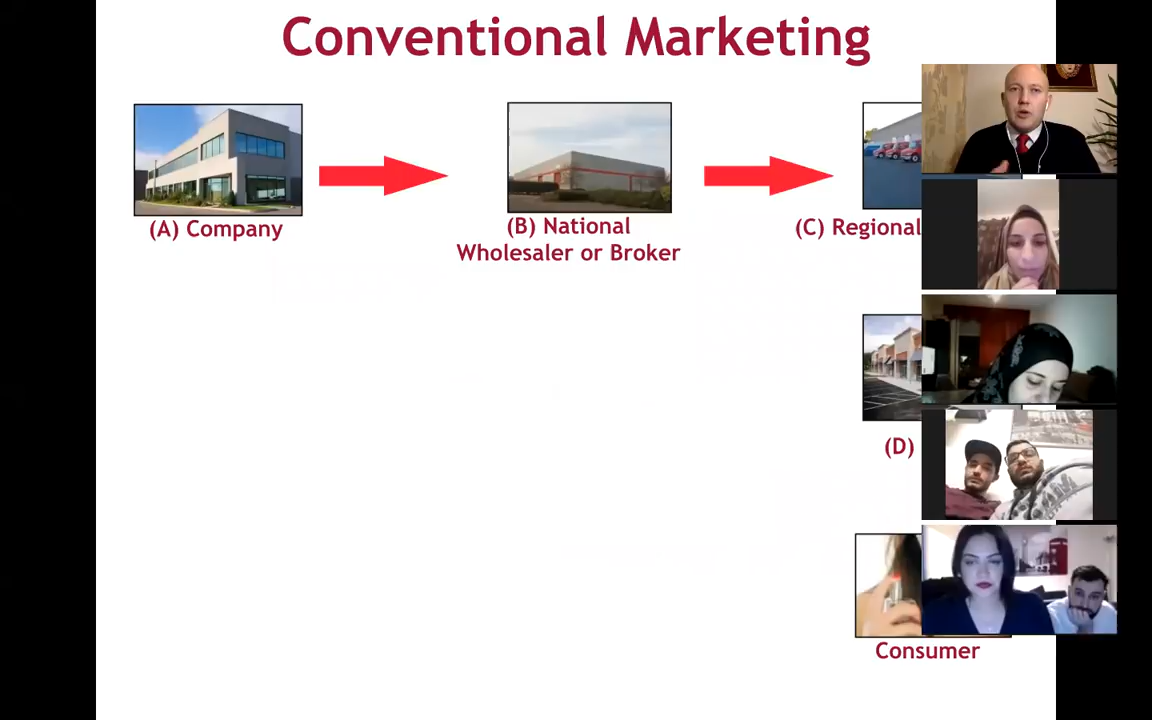 Conventional Marketing
(A) Company
(B) National
Wholesaler or Broker
(C) Regional
(D)
Consumer